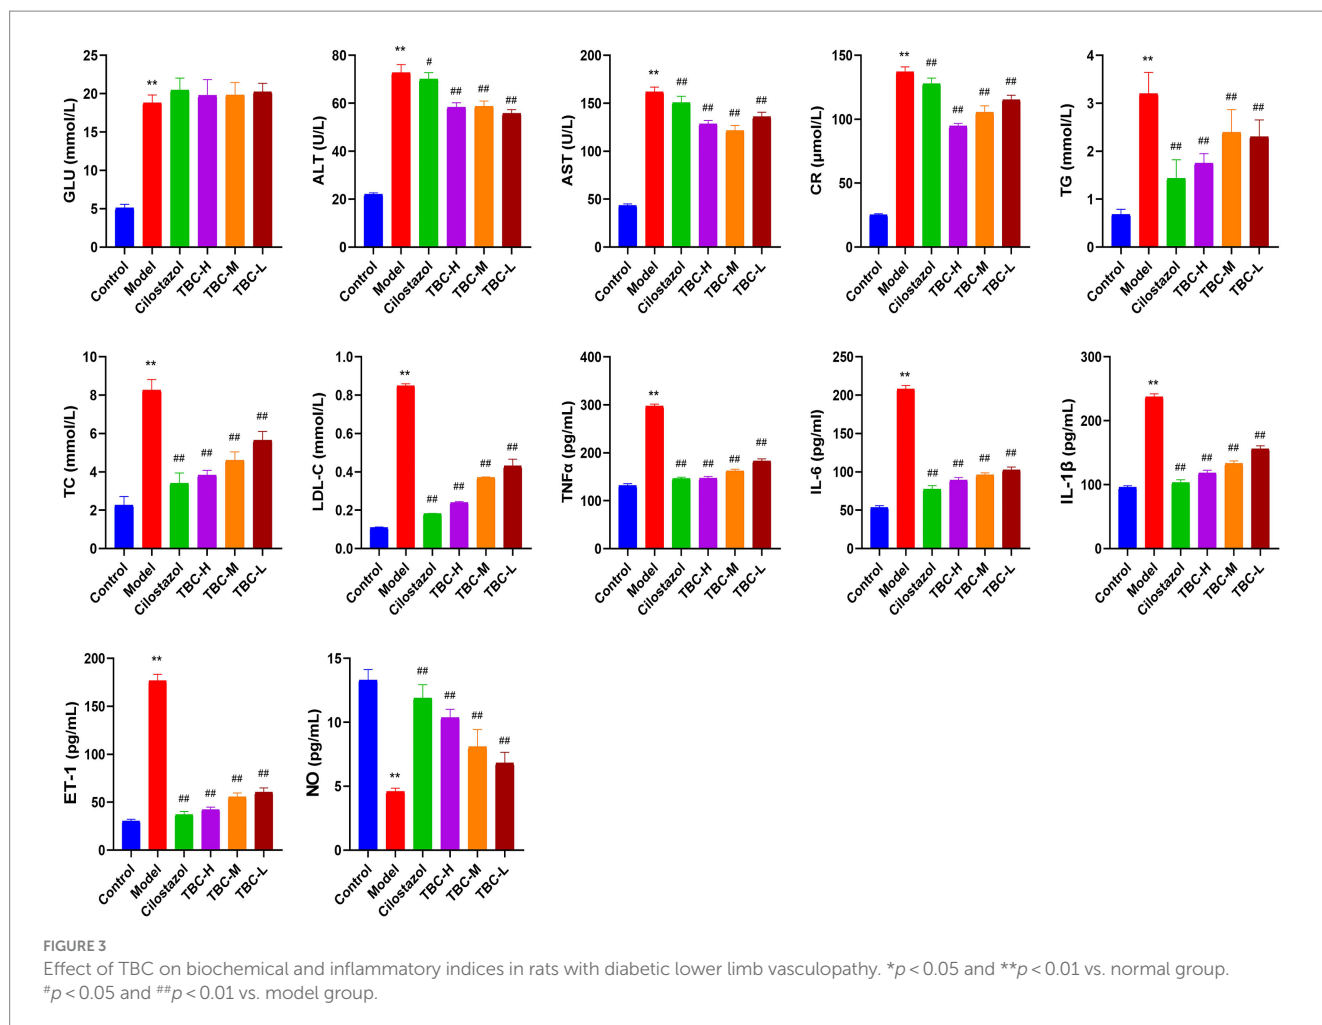 25
20
15
10
5
0
GLU (mmol/L)
**
Control
Model
Cilostazol
TBC-H
TBC-M
TBC-L
80
60
40
20
0
ALT (U/L)
**
#
##
##
##
Control
Model
Cilostazol
TBC-H
TBC-M
TBC-L
200
150
100
50
0
AST (U/L)
**
##
##
##
##
Control
Model
Cilostazol
TBC-H
TBC-M
TBC-L
150
100
50
0
CR (μmol/L)
**
##
##
##
##
Control
Model
Cilostazol
TBC-H
TBC-M
TBC-L
4
3
2
1
0
TG (mmol/L)
**
##
##
##
##
Control
Model
Cilostazol
TBC-H
TBC-M
TBC-L
10
8
6
4
2
0
TC (mmol/L)
**
##
##
##
##
Control
Model
Cilostazol
TBC-H
TBC-M
TBC-L
1.0
0.8
0.6
0.4
0.2
0.0
LDL-C (mmol/L)
**
##
##
##
##
Control
Model
Cilostazol
TBC-H
TBC-M
TBC-L
400
300
200
100
0
TNFα (pg/mL)
**
##
##
##
##
Control
Model
Cilostazol
TBC-H
TBC-M
TBC-L
250
200
150
100
50
0
IL-6 (pg/ml)
**
##
##
##
##
Control
Model
Cilostazol
TBC-H
TBC-M
TBC-L
300
200
100
0
IL-1β (pg/mL)
**
##
##
##
##
Control
Model
Cilostazol
TBC-H
TBC-M
TBC-L
200
150
100
50
0
ET-1 (pg/mL)
**
##
##
##
##
Control
Model
Cilostazol
TBC-H
TBC-M
TBC-L
15
10
5
0
NO (pg/mL)
**
##
##
##
##
Control
Model
Cilostazol
TBC-H
TBC-M
TBC-L
FIGURE 3
Effect of TBC on biochemical and inflammatory indices in rats with diabetic lower limb vasculopathy. *p < 0.05 and **p < 0.01 vs. normal group.
#p < 0.05 and ##p < 0.01 vs. model group.